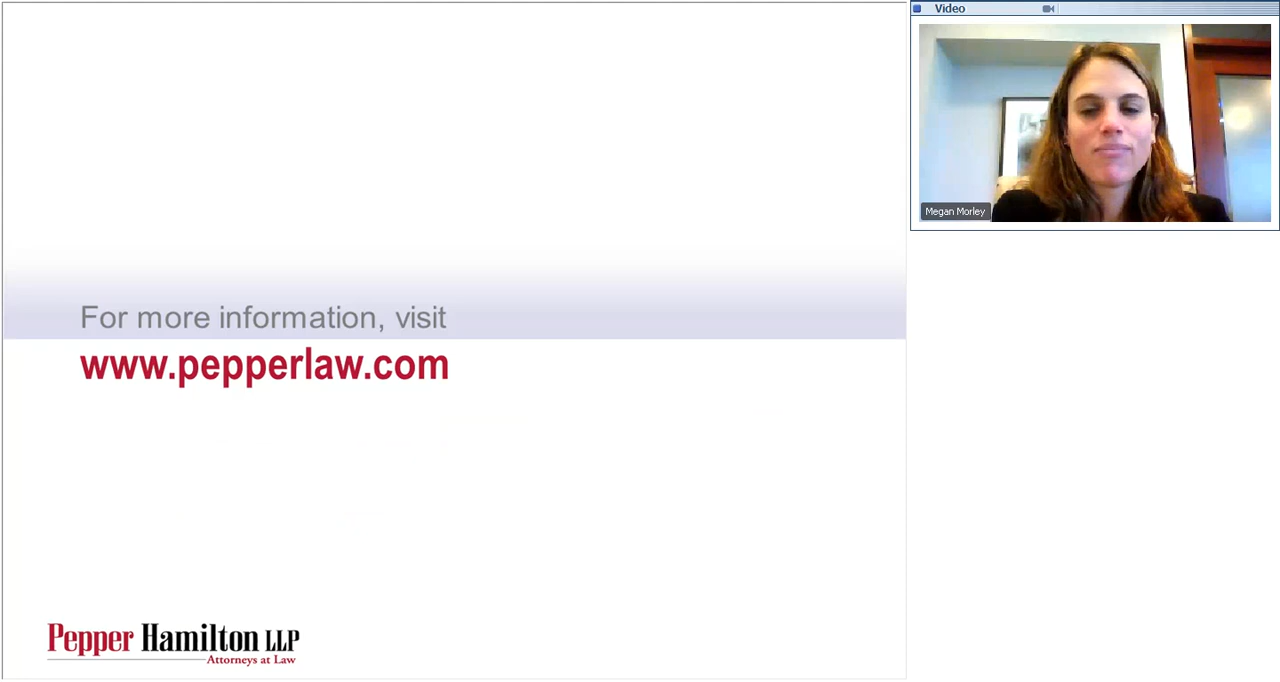 Video
Megan Morley
For more information, visit
www.pepperlaw.com
Pepper Hamilton LLP
Attorneys at Law